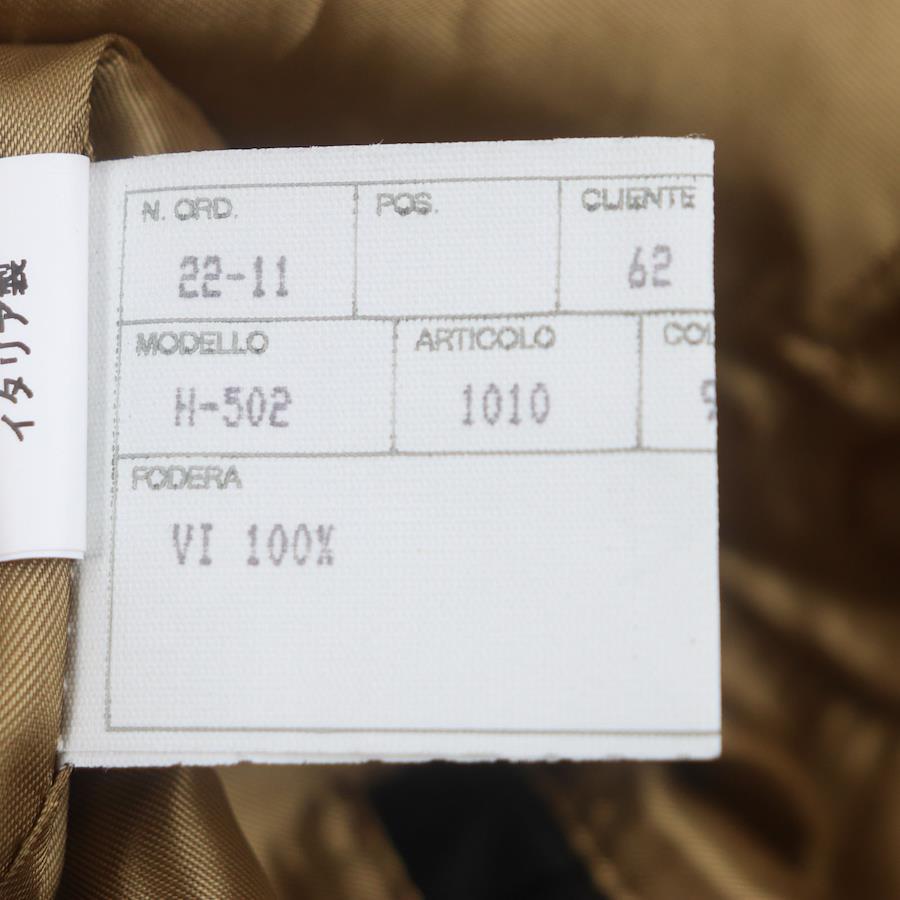 N. ORD.
POS.
CLIENTE
22-11
62
MODELLO
ARTICOLO
H-502
1010
FODERA
VI 100%
イタリア製